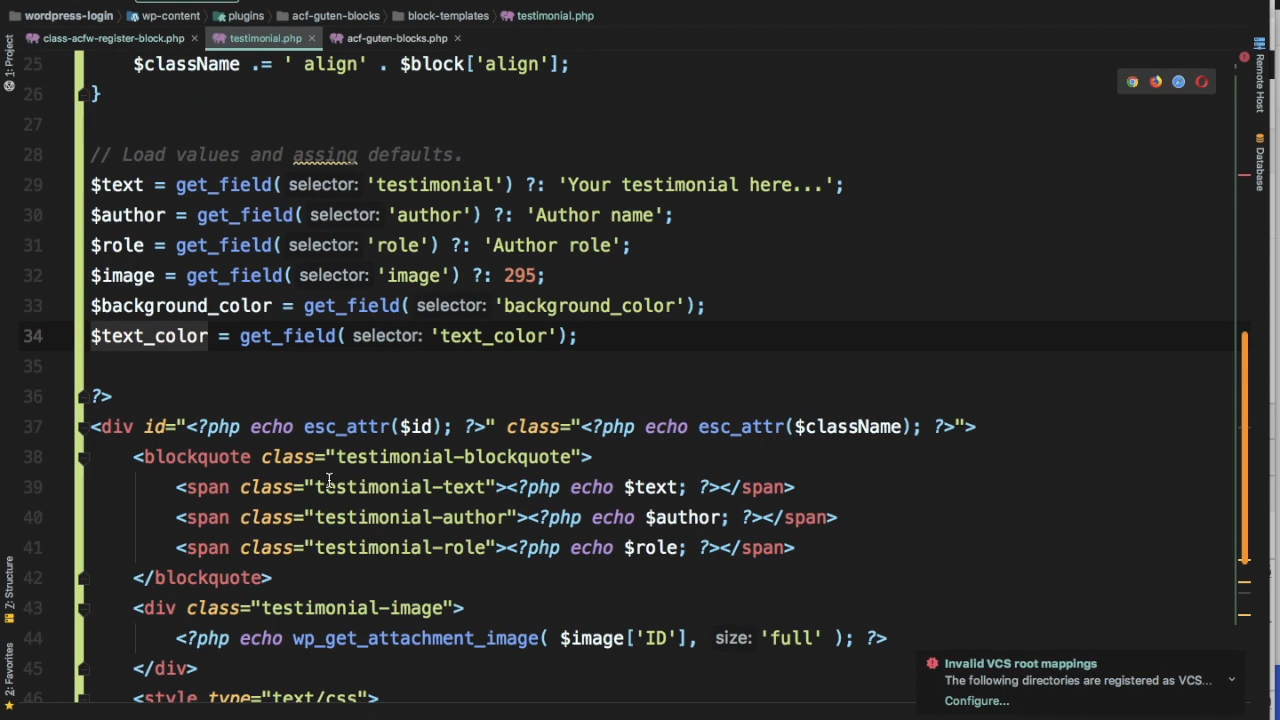 wordpress-login wp-content plugins acf-guten-blocks block-templates testimonial.php
class-acfw-register-block.php testimonial.php acf-guten-blocks.php
1: Project
Remote Host
Database
Z: Structure
2: Favorites
25 $className .= ' align' . $block['align'];
26 }
27
28 // Load values and assing defaults.
29 $text = get_field( selector: 'testimonial') ?: 'Your testimonial here...';
30 $author = get_field( selector: 'author') ?: 'Author name';
31 $role = get_field( selector: 'role') ?: 'Author role';
32 $image = get_field( selector: 'image') ?: 295;
33 $background_color = get_field( selector: 'background_color');
34 $text_color = get_field( selector: 'text_color');
35
36 ?>
37 <div id="<?php echo esc_attr($id); ?>" class="<?php echo esc_attr($className); ?>">
38 <blockquote class="testimonial-blockquote">
39 <span class="testimonial-text"><?php echo $text; ?></span>
40 <span class="testimonial-author"><?php echo $author; ?></span>
41 <span class="testimonial-role"><?php echo $role; ?></span>
42 </blockquote>
43 <div class="testimonial-image">
44 <?php echo wp_get_attachment_image( $image['ID'], size: 'full' ); ?>
45 </div>
46 <style type="text/css">
Invalid VCS root mappings
The following directories are registered as VCS...
Configure...